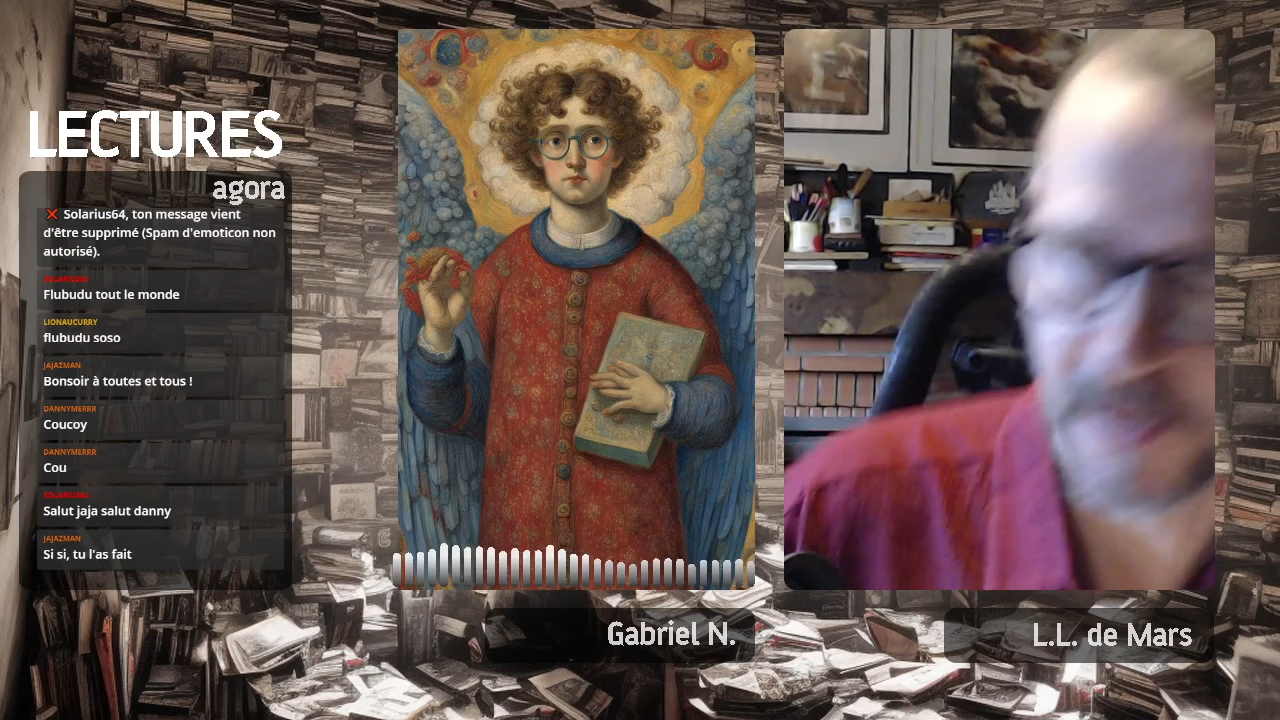 LECTURES
agora
Solarius64, ton message vient
d'être supprimé (Spam d'emoticon non
autorisé).
Flubudu tout le monde
LIONAUCURRY
flubudu soso
JAJAZMAN
Bonsoir à toutes et tous !
DANNYMERRR
Coucoy
DANNYMERRR
Cou
Salut jaja salut danny
JAJAZMAN
Si si, tu l'as fait
Gabriel N.
L.L. de Mars